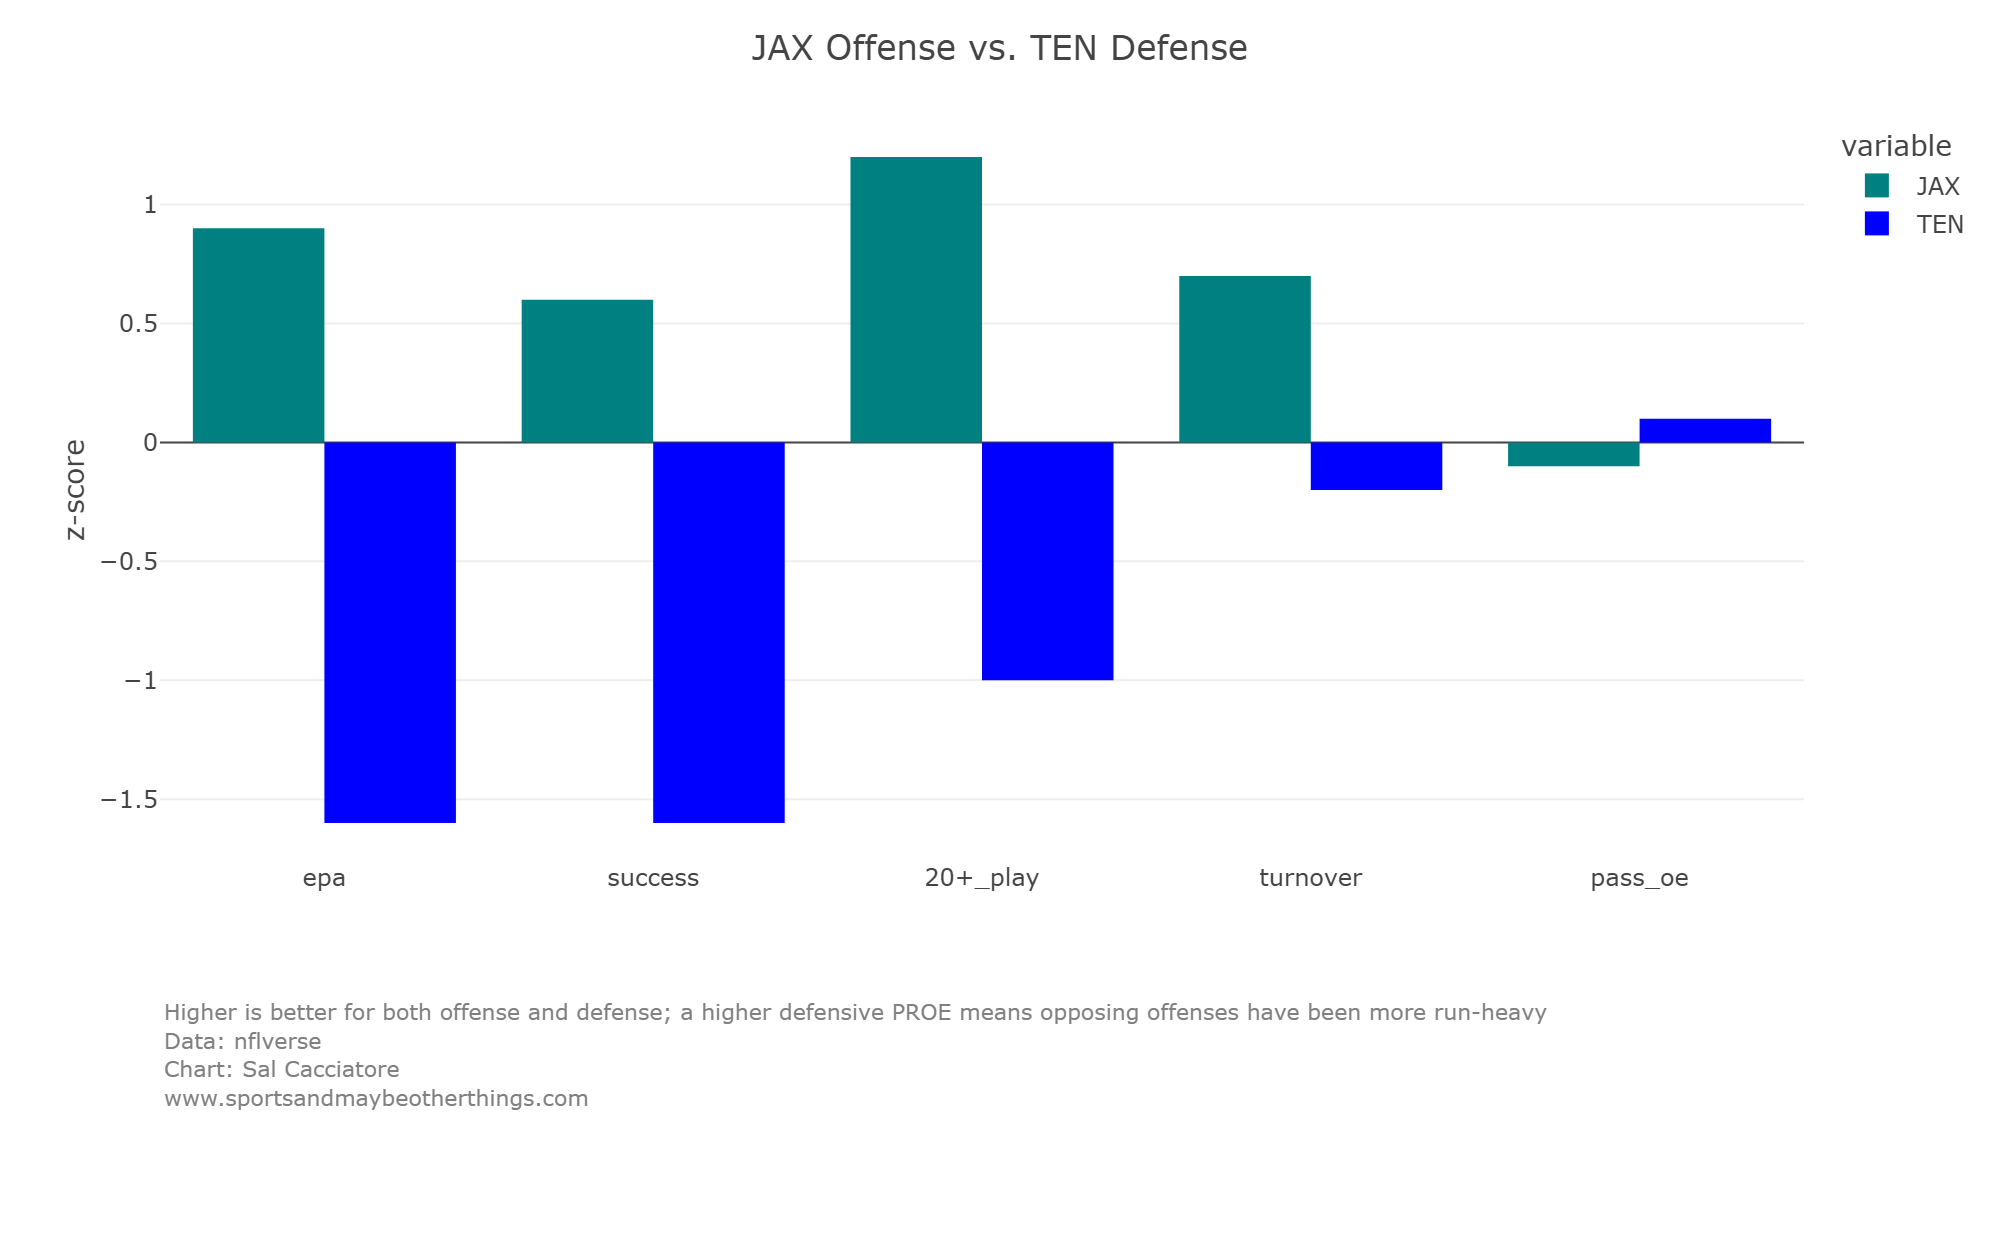 JAX Offense vs. TEN Defense
variable
JAX
TEN
1
0.5
0
−0.5
−1
−1.5
z-score
epa
success
20+_play
turnover
pass_oe
Higher is better for both offense and defense; a higher defensive PROE means opposing offenses have been more run-heavy
Data: nflverse
Chart: Sal Cacciatore
www.sportsandmaybeotherthings.com